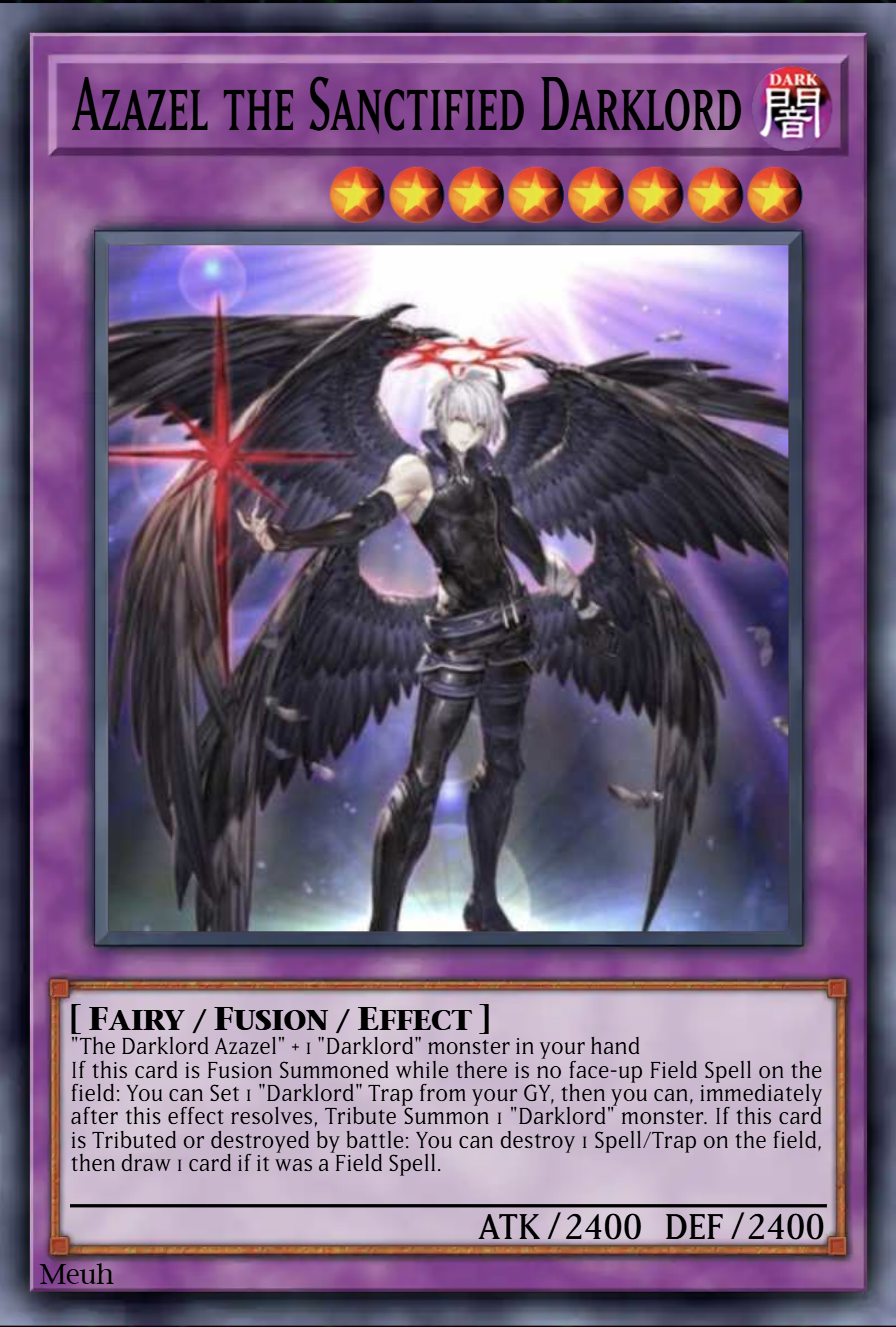 AZAZEL THE SANCTIFIED DARKLORD
DARK
闇
[ FAIRY / FUSION / EFFECT ]
"The Darklord Azazel" + 1 "Darklord" monster in your hand
If this card is Fusion Summoned while there is no face-up Field Spell on the
field: You can Set 1 "Darklord" Trap from your GY, then you can, immediately
after this effect resolves, Tribute Summon 1 "Darklord" monster. If this card
is Tributed or destroyed by battle: You can destroy 1 Spell/Trap on the field,
then draw 1 card if it was a Field Spell.
ATK/2400 DEF/2400
Meuh